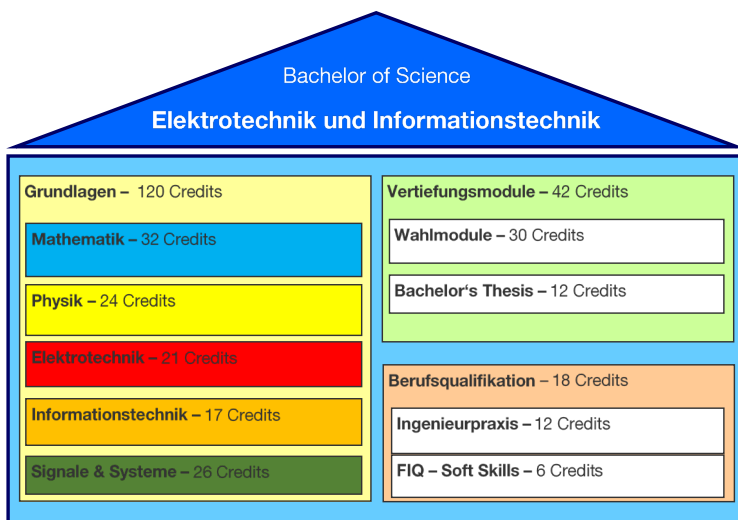 Bachelor of Science
Elektrotechnik und Informationstechnik
Grundlagen – 120 Credits
Mathematik – 32 Credits
Physik – 24 Credits
Elektrotechnik – 21 Credits
Informationstechnik – 17 Credits
Signale & Systeme – 26 Credits
Vertiefungsmodule – 42 Credits
Wahlmodule – 30 Credits
Bachelor‘s Thesis – 12 Credits
Berufsqualifikation – 18 Credits
Ingenieurpraxis – 12 Credits
FIQ – Soft Skills – 6 Credits